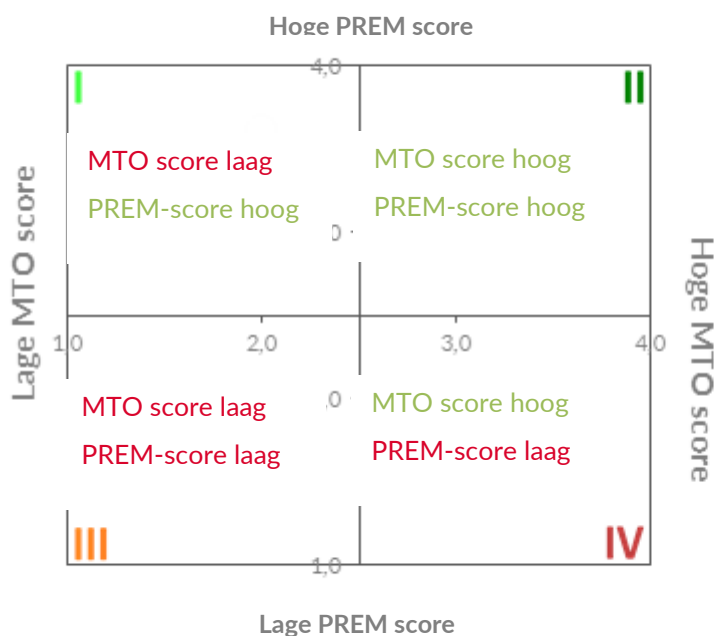 Hoge PREM score
4,0
I
II
MTO score laag
PREM-score hoog
MTO score hoog
PREM-score hoog
Lage MTO score
Hoge MTO score
1,0
2,0
3,0
4,0
MTO score laag
PREM-score laag
MTO score hoog
PREM-score laag
III
IV
1,0
Lage PREM score